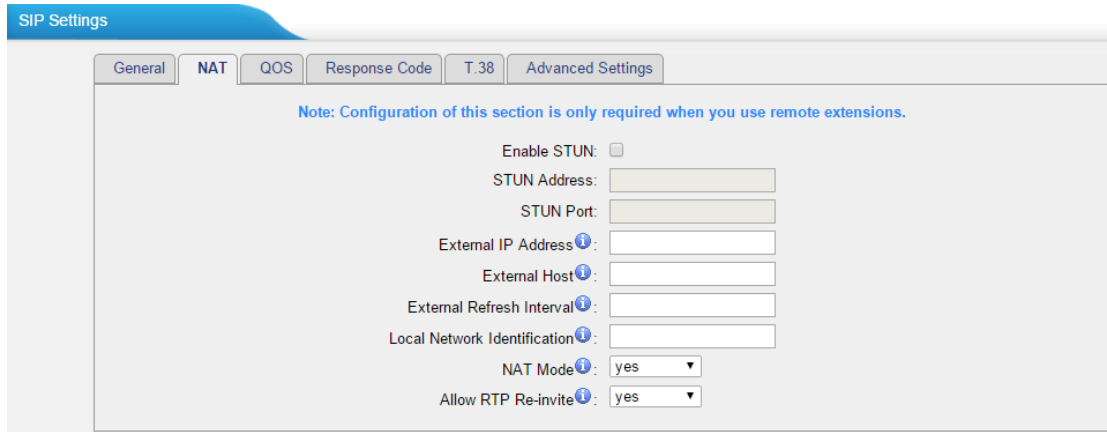 SIP Settings
General NAT QOS Response Code T.38 Advanced Settings
Note: Configuration of this section is only required when you use remote extensions.
Enable STUN:
STUN Address:
STUN Port:
External IP Address:
External Host:
External Refresh Interval:
Local Network Identification:
NAT Mode: yes
Allow RTP Re-invite: yes